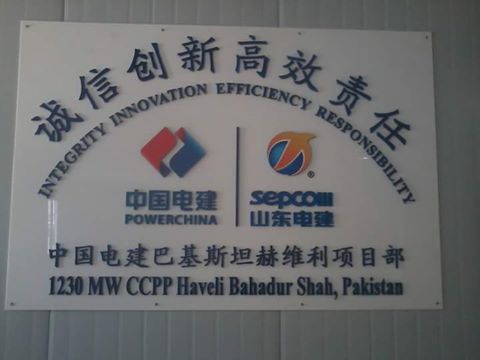 诚信创新高效责任
INTEGRITY INNOVATION EFFICIENCY RESPONSIBILITY
中国电建
POWERCHINA
®
SEPCOIII
山东电建
中国电建巴基斯坦赫维利项目部
1230 MW CCPP Haveli Bahadur Shah, Pakistan